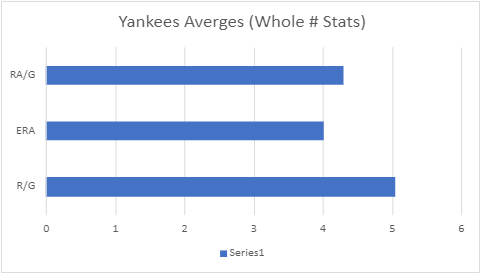 Yankees Averges (Whole # Stats)
RA/G
ERA
R/G
0 1 2 3 4 5 6
Series1